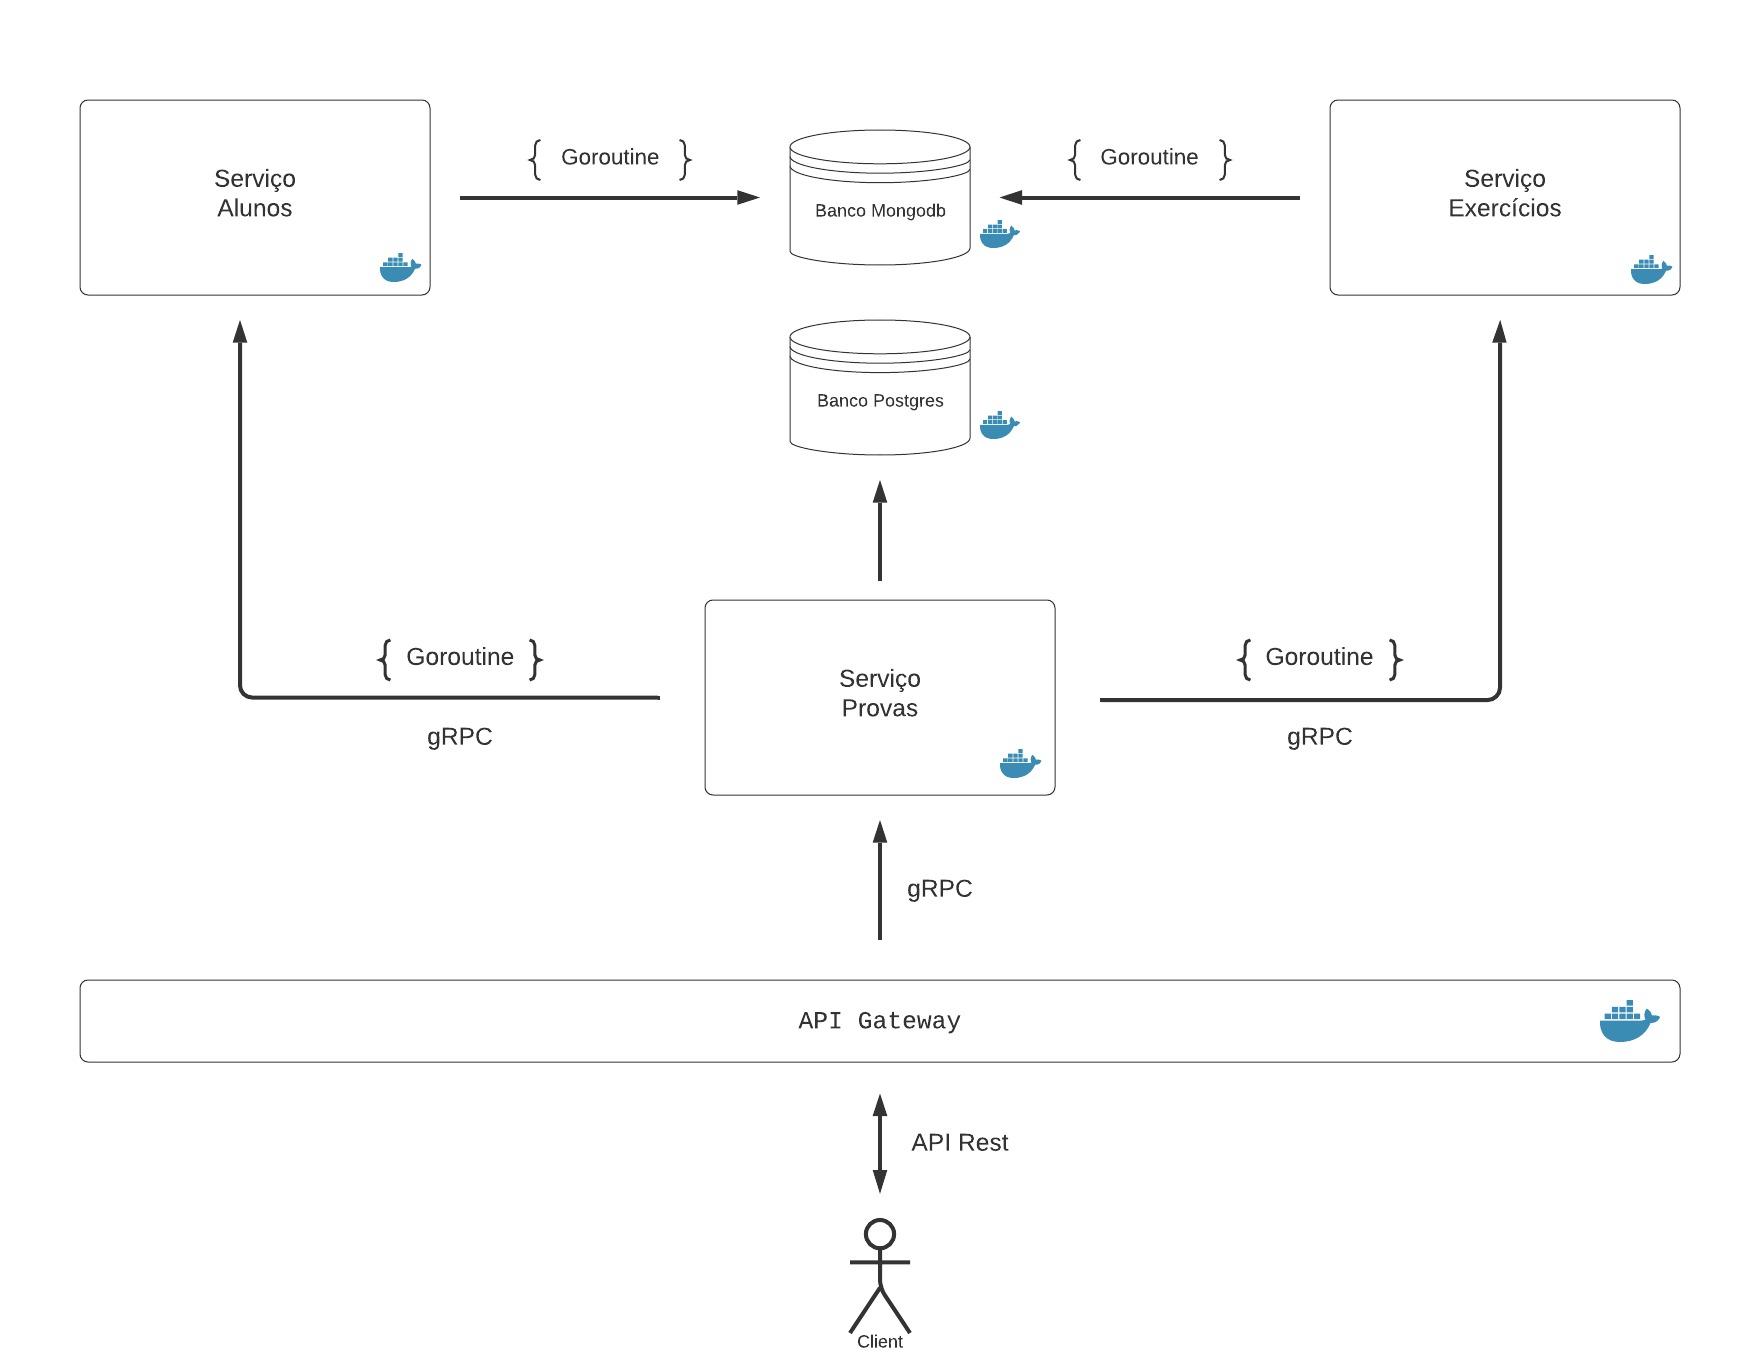 Serviço
Alunos
{ Goroutine }
Banco Mongodb
{ Goroutine }
Serviço
Exercícios
Banco Postgres
{ Goroutine }
gRPC
Serviço
Provas
{ Goroutine }
gRPC
gRPC
API Gateway
API Rest
Client